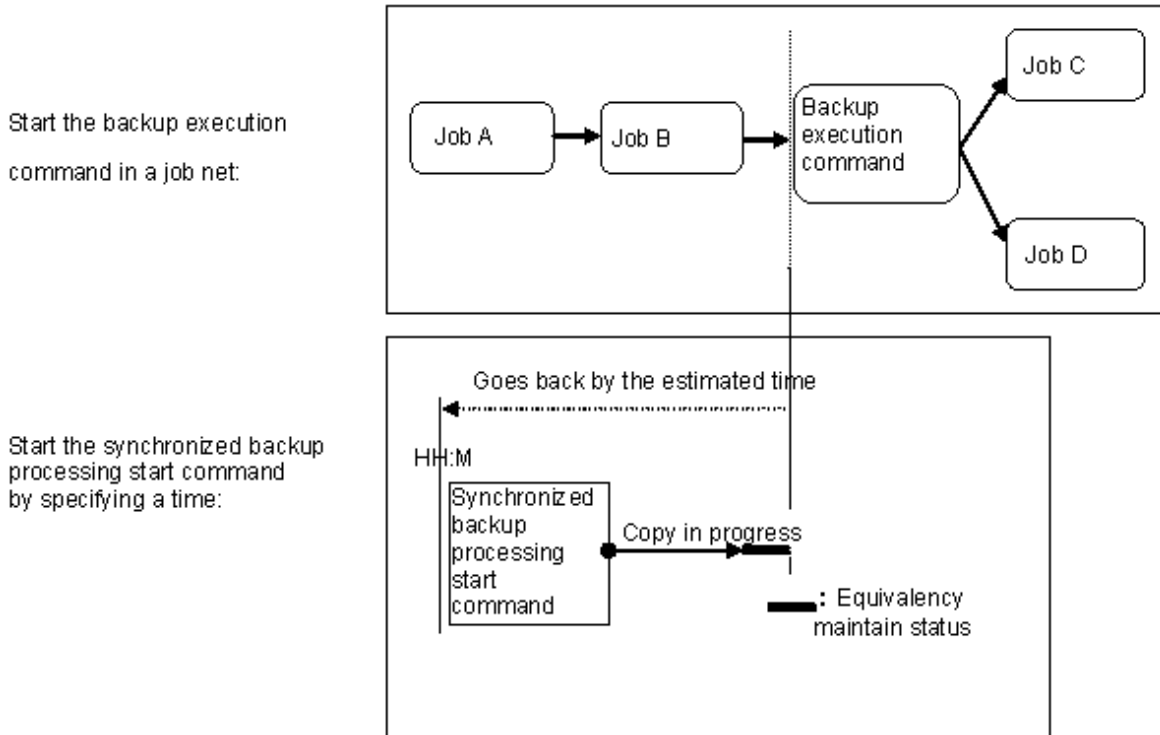 Start the backup execution
command in a job net:
Job A
Job B
Backup
execution
command
Job C
Job D
Goes back by the estimated time
Start the synchronized backup
processing start command
by specifying a time:
HH:M
Synchronized
backup
processing
start
command
Copy in progress
: Equivalency
maintain status